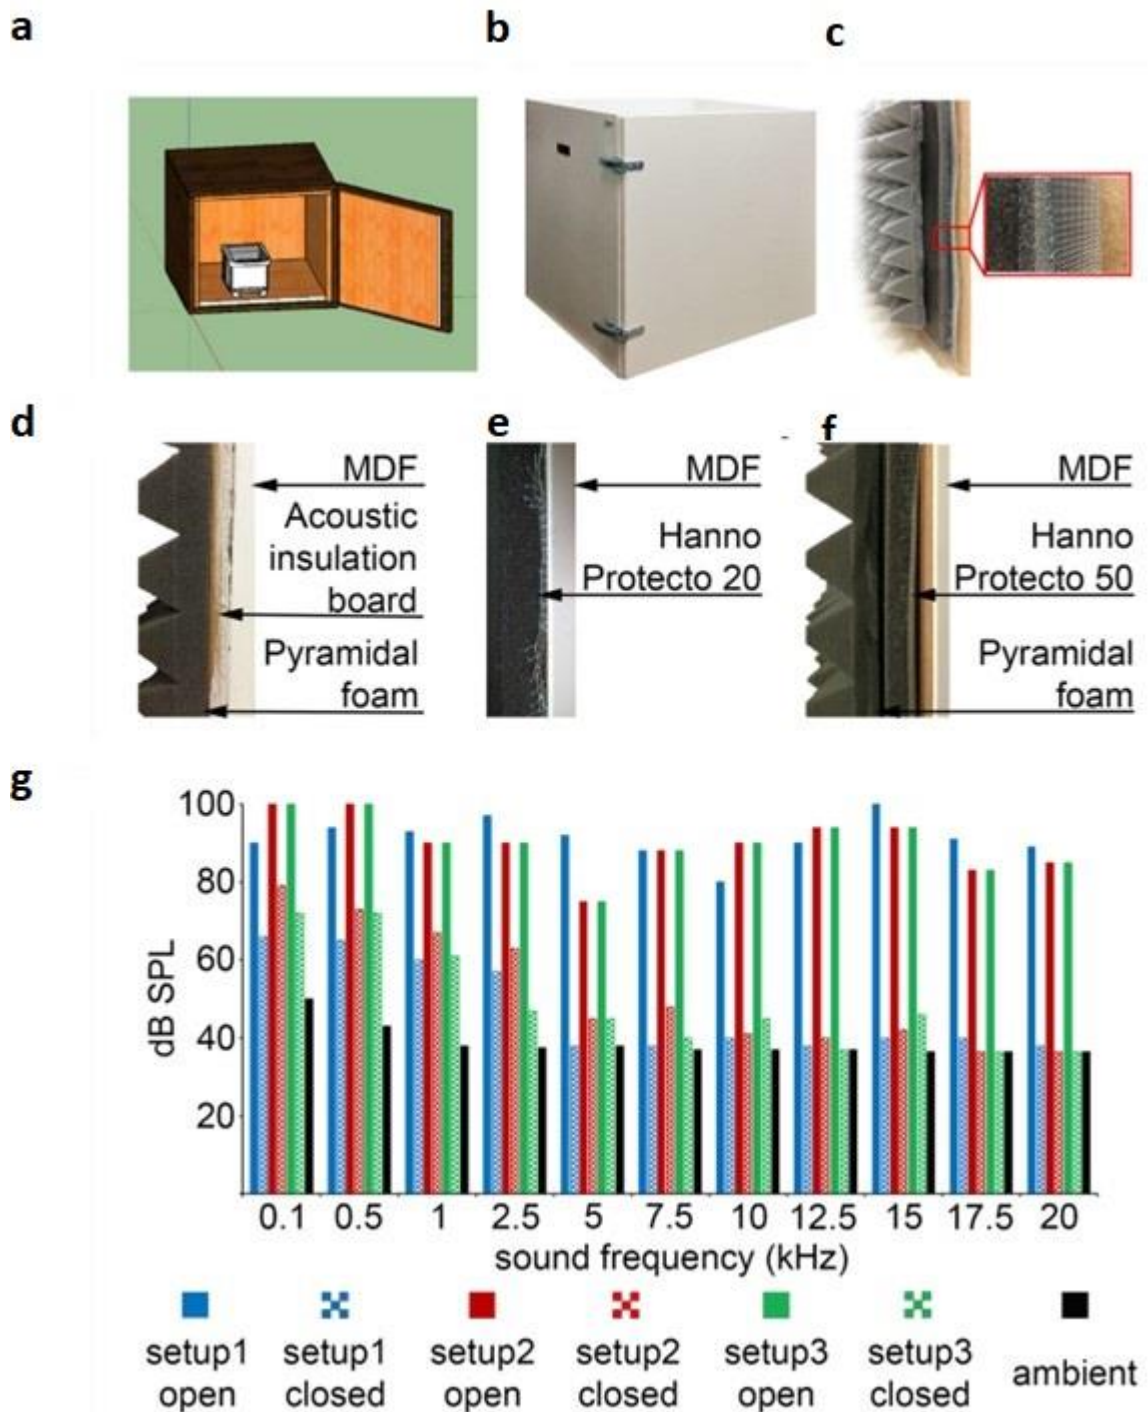 a
b
c
d
MDF
Acoustic
insulation
board
Pyramidal
foam
e
MDF
Hanno
Protecto 20
f
MDF
Hanno
Protecto 50
Pyramidal
foam
g
100
80
60
40
20
dB SPL
0.1 0.5 1 2.5 5 7.5 10 12.5 15 17.5 20
sound frequency (kHz)
setup1 open
setup1 closed
setup2 open
setup2 closed
setup3 open
setup3 closed
ambient